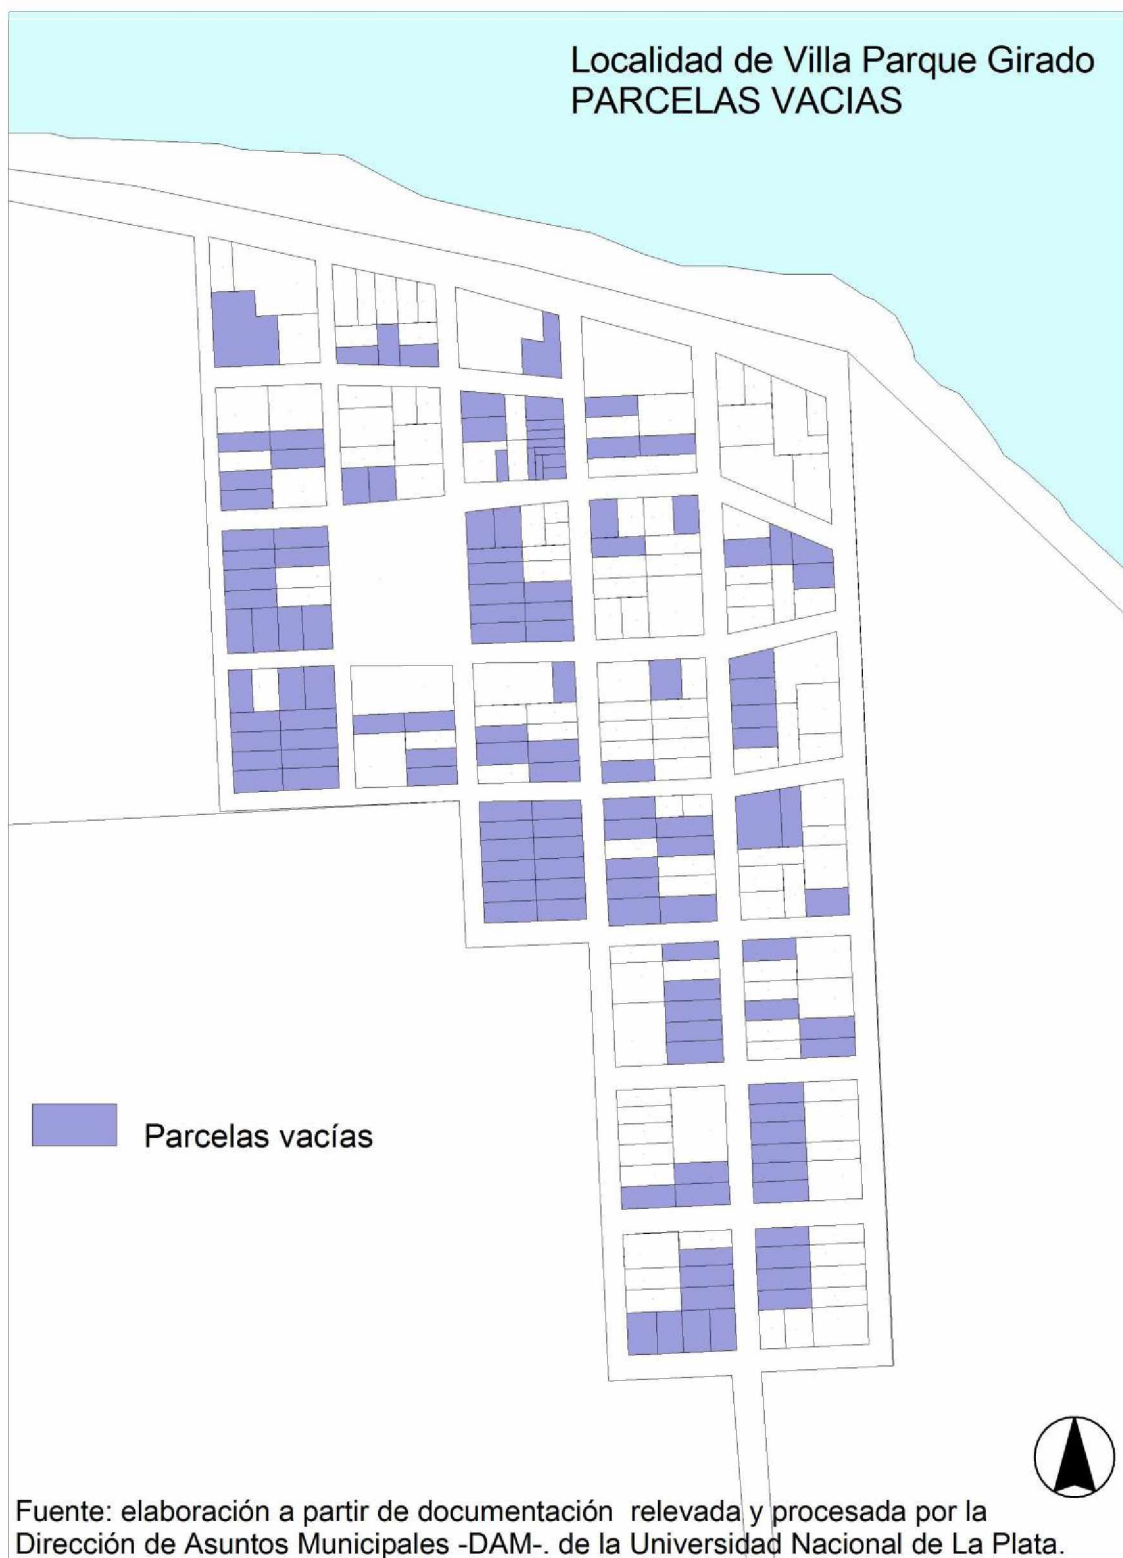 Localidad de Villa Parque Girado
PARCELAS VACIAS
Parcelas vacías
Fuente: elaboración a partir de documentación relevada y procesada por la
Dirección de Asuntos Municipales -DAM-. de la Universidad Nacional de La Plata.